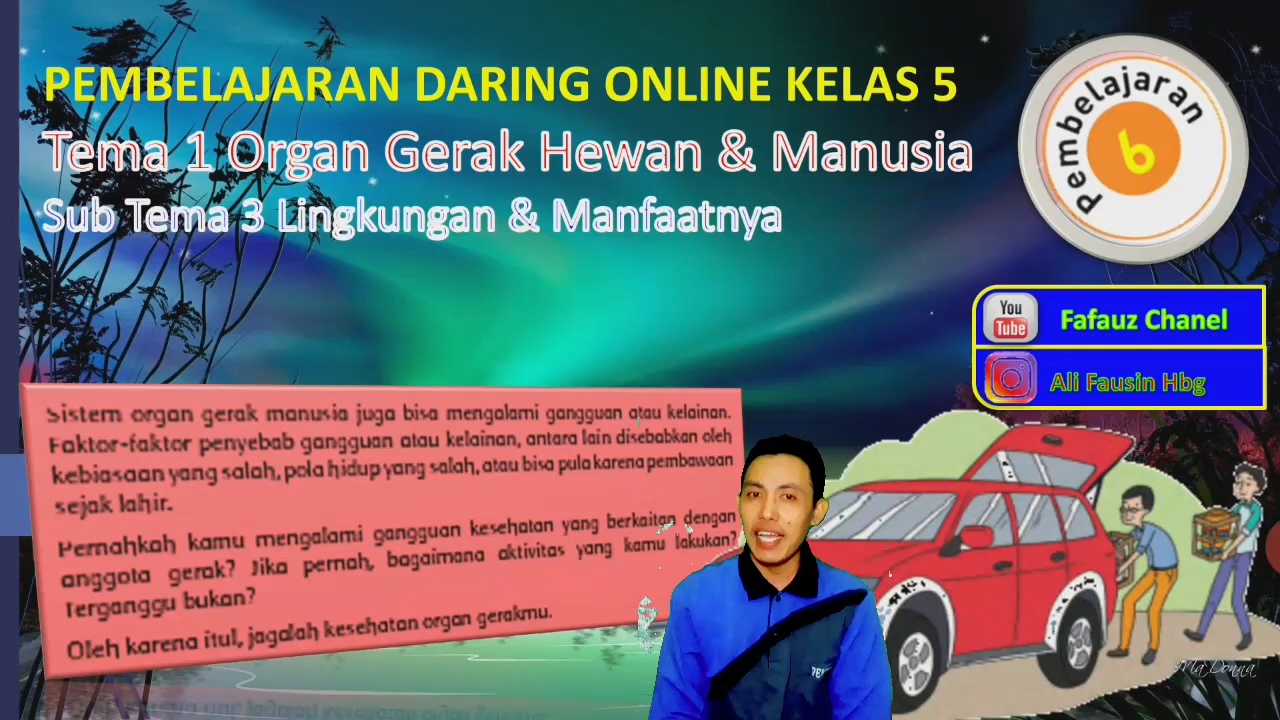 PEMBELAJARAN DARING ONLINE KELAS 5
Tema 1 Organ Gerak Hewan & Manusia
Sub Tema 3 Lingkungan & Manfaatnya
Pembelajaran
6
You
Tube
Fafauz Chanel
Ali Fausin Hbg
Sistem organ gerak manusia juga bisa mengalami gangguan atau kelainan.
Faktor-faktor penyebab gangguan atau kelainan, antara lain disebabkan oleh
kebiasaan yang salah, pola hidup yang salah, atau bisa pula karena pembawaan
sejak lahir.
Pernahkah kamu mengalami gangguan kesehatan yang berkaitan dengan
anggota gerak? Jika pernah, bagaimana aktivitas yang kamu lakukan?
Terganggu bukan?
Oleh karena itul, jagalah kesehatan organ gerakmu.
MaDonna